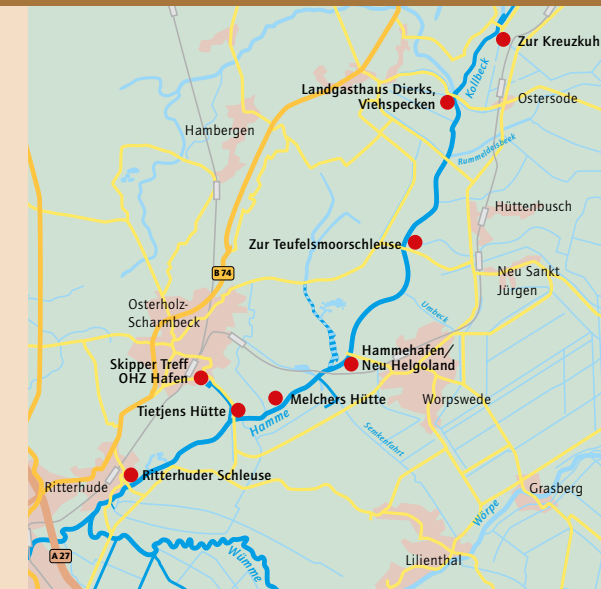 Zur Kreuzkuh
Kollbeck
Landgasthaus Dierks,
Viehspecken
Ostersode
Hambergen
Rummeldeisbeek
Hüttenbusch
Zur Teufelsmoorschleuse
B 74
Neu Sankt
Jürgen
Osterholz-
Scharmbeck
Umbeck
Hammehafen/
Neu Helgoland
Skipper Treff
OHZ Hafen
Melchers Hütte
Worpswede
Tietjens Hütte
Hamme
Semkenfahrt
Ritterhuder Schleuse
Ritterhude
Grasberg
Wörpe
A 27
Wümme
Lilienthal